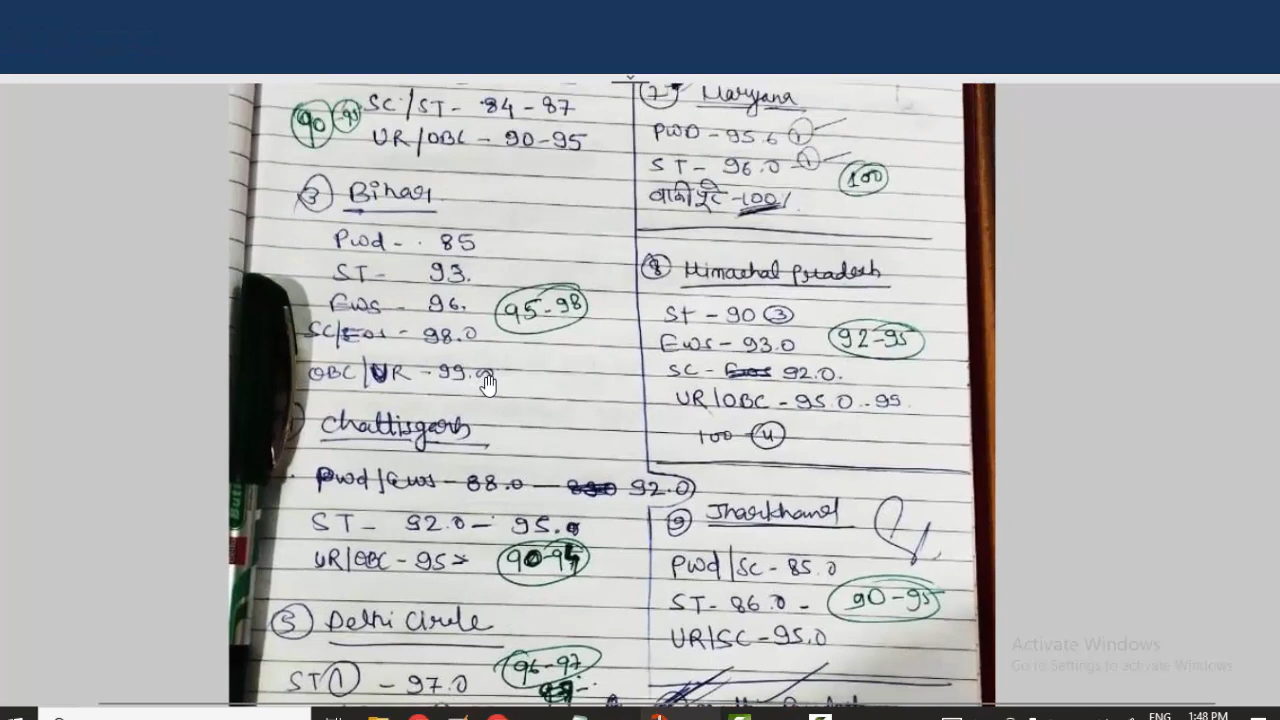 SC/ST - 84 - 87
90 - 95
UR/OBC - 90-95
③ Bihar
Pwd - 85
ST - 93.
Ews - 96.
95-98
SC/Eos - 98.0
OBC/UR - 99.0
Chattisgarh
Pwd/Ews - 88.0 - 92.0
ST - 92.0 - 95.0
UR/OBC - 95
90-95
⑤ Delhi Circle
96-97
ST ① - 97.0
⑦ Haryana
PWD - 95.6 ①
ST - 96.0 - ①
100
बाकी पूरे - 100%
⑧ Himachal Pradesh
ST - 90 ③
Ews - 93.0
92-95
SC - 92.0.
UR/OBC - 95.0 - 99.
100 - ④
⑨ Jharkhand
Pwd/SC - 85.0
ST - 86.0 -
90-95
UR/SC - 95.0
Activate Windows
Go to Settings to activate Windows.
ENG 1:48 PM